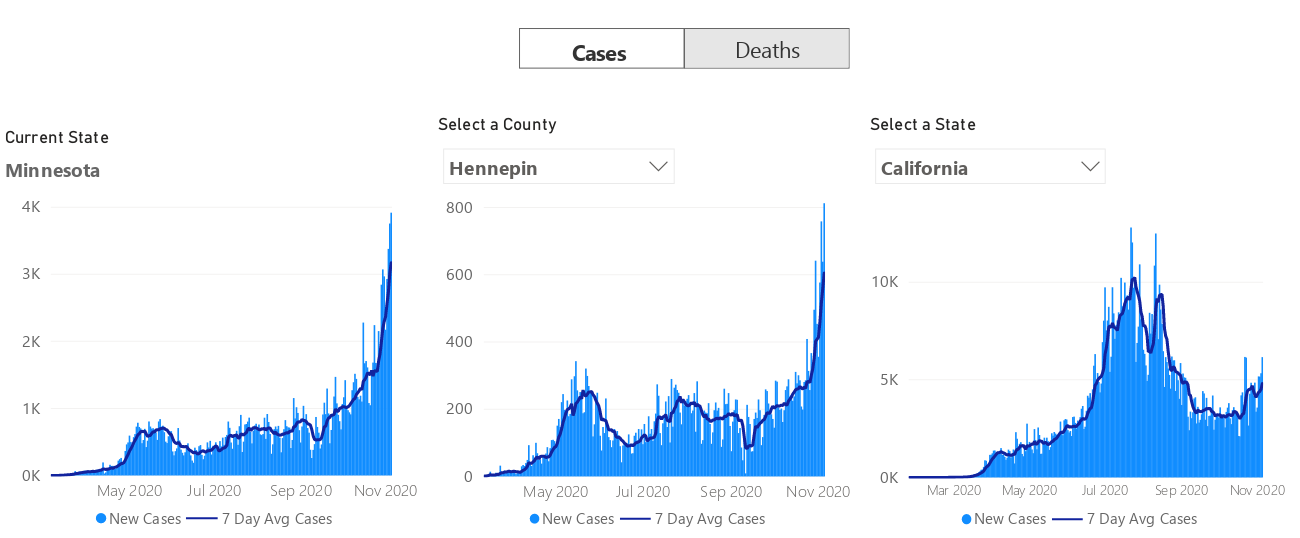 Cases
Deaths
Current State
Minnesota
4K
3K
2K
1K
0K
May 2020
Jul 2020
Sep 2020
Nov 2020
New Cases
7 Day Avg Cases
Select a County
Hennepin
800
600
400
200
0
May 2020
Jul 2020
Sep 2020
Nov 2020
New Cases
7 Day Avg Cases
Select a State
California
10K
5K
0K
Mar 2020
May 2020
Jul 2020
Sep 2020
Nov 2020
New Cases
7 Day Avg Cases